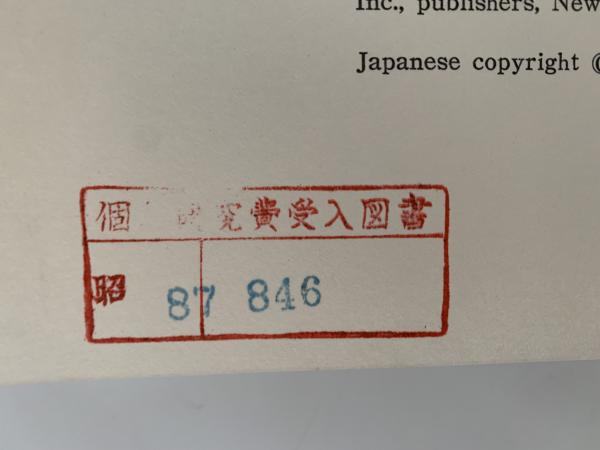 Inc., publishers, New
Japanese copyright ©
個 究費受入図書
昭 87 846